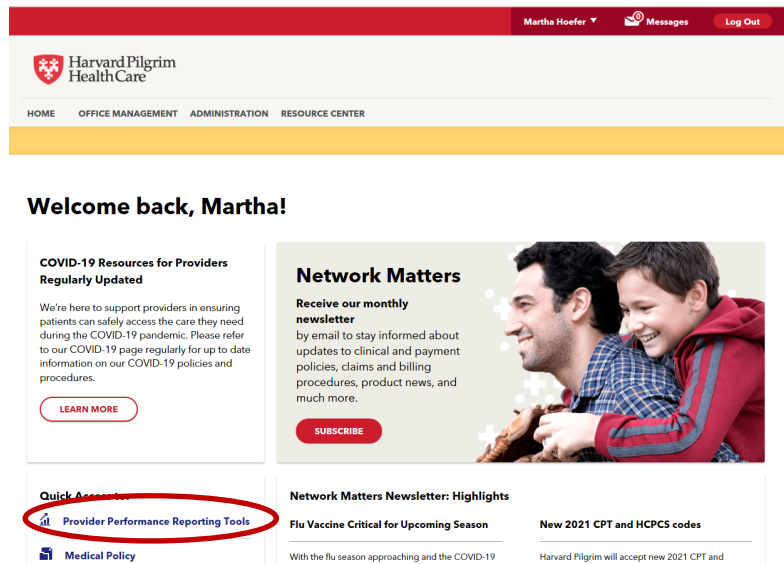 Martha Hoefer ▼
0
Messages
Log Out
Harvard Pilgrim
HealthCare
HOME OFFICE MANAGEMENT ADMINISTRATION RESOURCE CENTER
Welcome back, Martha!
COVID-19 Resources for Providers
Regularly Updated
We're here to support providers in ensuring
patients can safely access the care they need
during the COVID-19 pandemic. Please refer
to our COVID-19 page regularly for up to date
information on our COVID-19 policies and
procedures.
LEARN MORE
Network Matters
Receive our monthly
newsletter
by email to stay informed about
updates to clinical and payment
policies, claims and billing
procedures, product news, and
much more.
SUBSCRIBE
Quick Access to:
Provider Performance Reporting Tools
Medical Policy
Network Matters Newsletter: Highlights
Flu Vaccine Critical for Upcoming Season
With the flu season approaching and the COVID-19
New 2021 CPT and HCPCS codes
Harvard Pilgrim will accept new 2021 CPT and